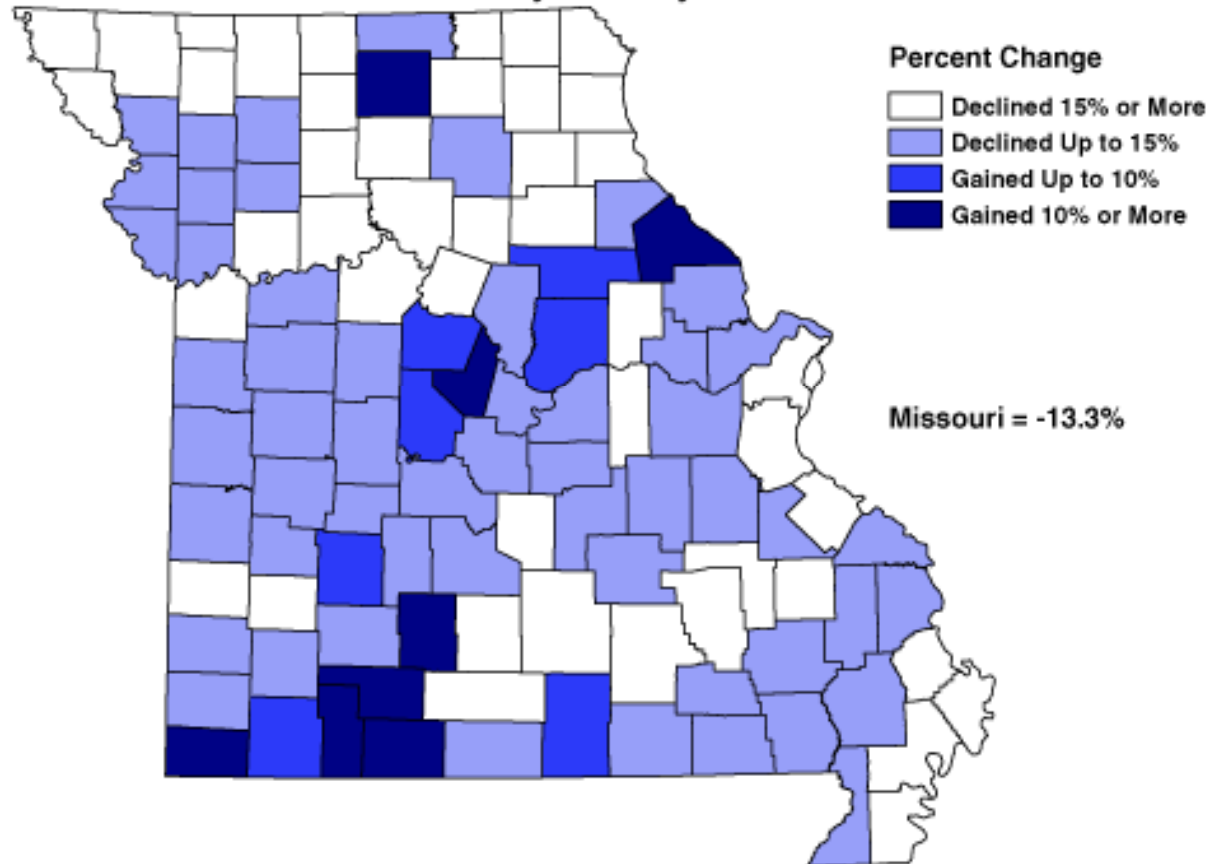 Percent Change
Declined 15% or More
Declined Up to 15%
Gained Up to 10%
Gained 10% or More
Missouri = -13.3%